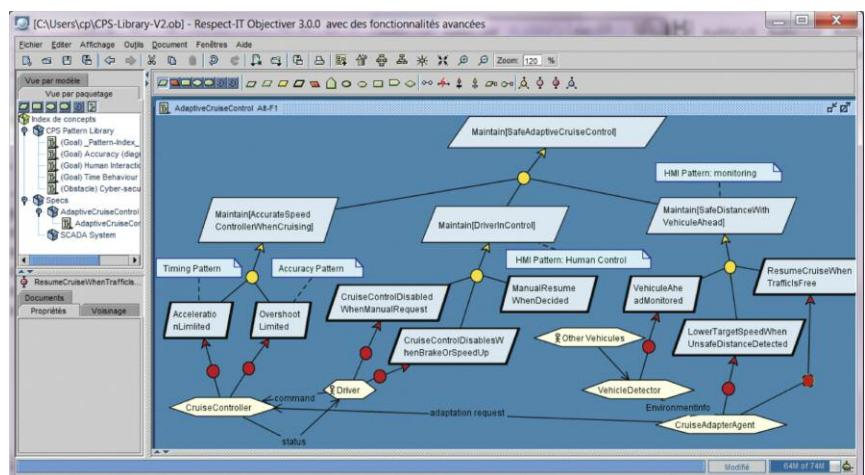 [C:\Users\cp\CPS-Library-V2.ob] - Respect-IT Objectiver 3.0.0 avec des fonctionnalités avancées
Fichier Editer Affichage Outils Document Fenêtres Aide
Zoom: 120 %
Vue par modèle
Vue par paquetage
Index de concepts
CPS Pattern Library
(Goal) _Pattern-Index_
(Goal) Accuracy (diag
(Goal) Human Interactio
(Goal) Time Behaviour
(Obstacle) Cyber-secu
Specs
AdaptiveCruiseControl
AdaptiveCruiseCor
SCADA System
ResumeCruiseWhenTrafficIs...
Documents
Propriétés Voisinage
AdaptiveCruiseControl Alt-F1
Maintain[SafeAdaptiveCruiseControl]
HMI Pattern: monitoring
Maintain[AccurateSpeed
ControllerWhenCruising]
Maintain[DriverInControl]
Maintain[SafeDistanceWith
VehiculeAhead]
HMI Pattern: Human Control
Timing Pattern
Accuracy Pattern
Acceleratio
nLimited
Overshoot
Limited
CruiseControlDisabled
WhenManualRequest
ManualResume
WhenDecided
VehiculeAhe
adMonitored
ResumeCruiseWhen
TrafficIsFree
CruiseControlDisablesW
henBrakeOrSpeedUp
Other Vehicules
LowerTargetSpeedWhen
UnsafeDistanceDetected
Driver
command
CruiseController
VehicleDetector
EnvironmentInfo
adaptation request
CruiseAdapterAgent
status
Modifié
64M of 74M